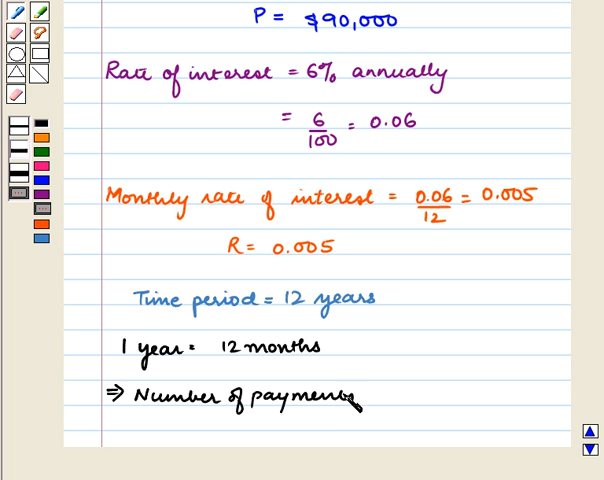 P = $90,000
Rate of interest = 6% annually
= 6/100 = 0.06
Monthly rate of interest = 0.06/12 = 0.005
R = 0.005
Time period = 12 years
1 year = 12 months
⇒ Number of payments